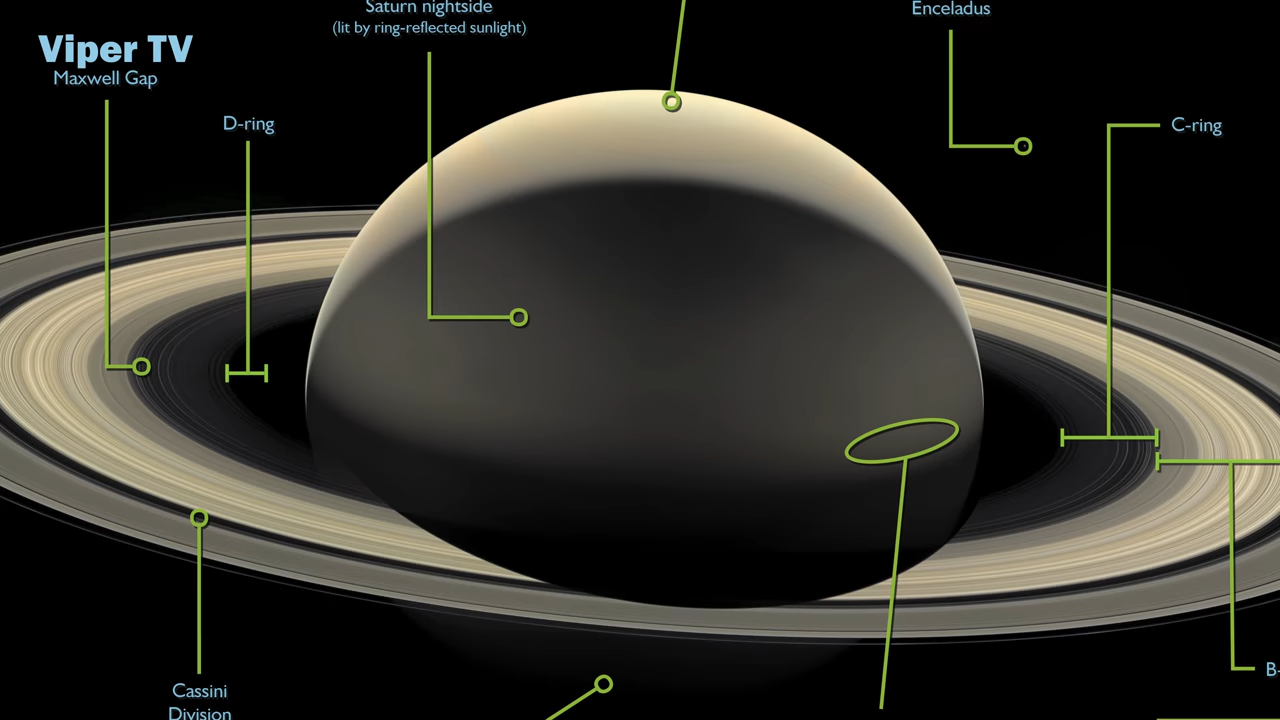 Saturn nightside
(lit by ring-reflected sunlight)
Enceladus
Viper TV
Maxwell Gap
D-ring
C-ring
B-
Cassini
Division